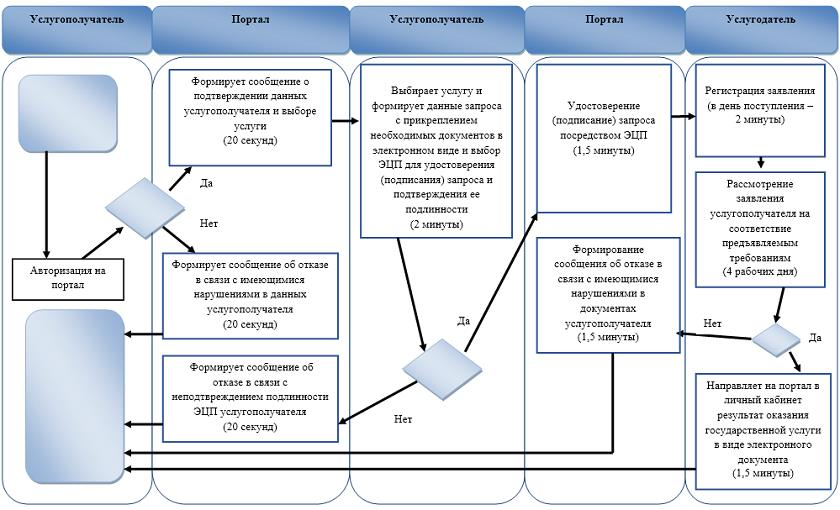 Услугополучатель
Портал
Услугополучатель
Портал
Услугодатель
Авторизация на
портал
Формирует сообщение о
подтверждении данных
услугополучателя и выборе
услуги
(20 секунд)
Да
Нет
Формирует сообщение об отказе
в связи с имеющимися
нарушениями в данных
услугополучателя
(20 секунд)
Формирует сообщение об
отказе в связи с
неподтвреждением подлинности
ЭЦП услугополучателя
(20 секунд)
Выбирает услугу и
формирует данные запроса
с прикреплением
необходимых документов в
электронном виде и выбор
ЭЦП для удостоверения
(подписания) запроса и
подтверждения ее
подлинности
(2 минуты)
Да
Нет
Удостоверение
(подписание) запроса
посредством ЭЦП
(1,5 минуты)
Формирование
сообщения об отказе в
связи с имеющимися
нарушениями в
документах
услугополучателя
(1,5 минуты)
Регистрация заявления
(в день поступления –
2 минуты)
Рассмотрение
заявления
услугополучателя на
соответствие
предъявляемым
требованиям
(4 рабочих дня)
Нет
Да
Направляет на портал в
личный кабинет
результат оказания
государственной услуги
в виде электронного
документа
(1,5 минуты)